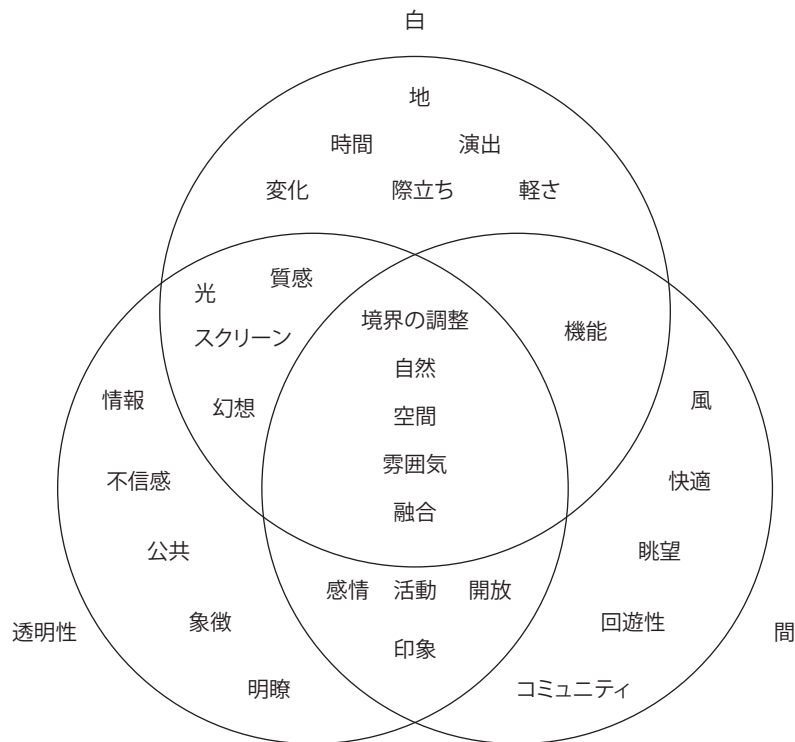 白
地
時間 演出
変化 際立ち 軽さ
光 質感
スクリーン
幻想
境界の調整
自然
空間
雰囲気
融合
機能
情報
不信感
公共
象徴
明瞭
透明性
感情 活動 開放
印象
風
快適
眺望
回遊性
コミュニティ
間